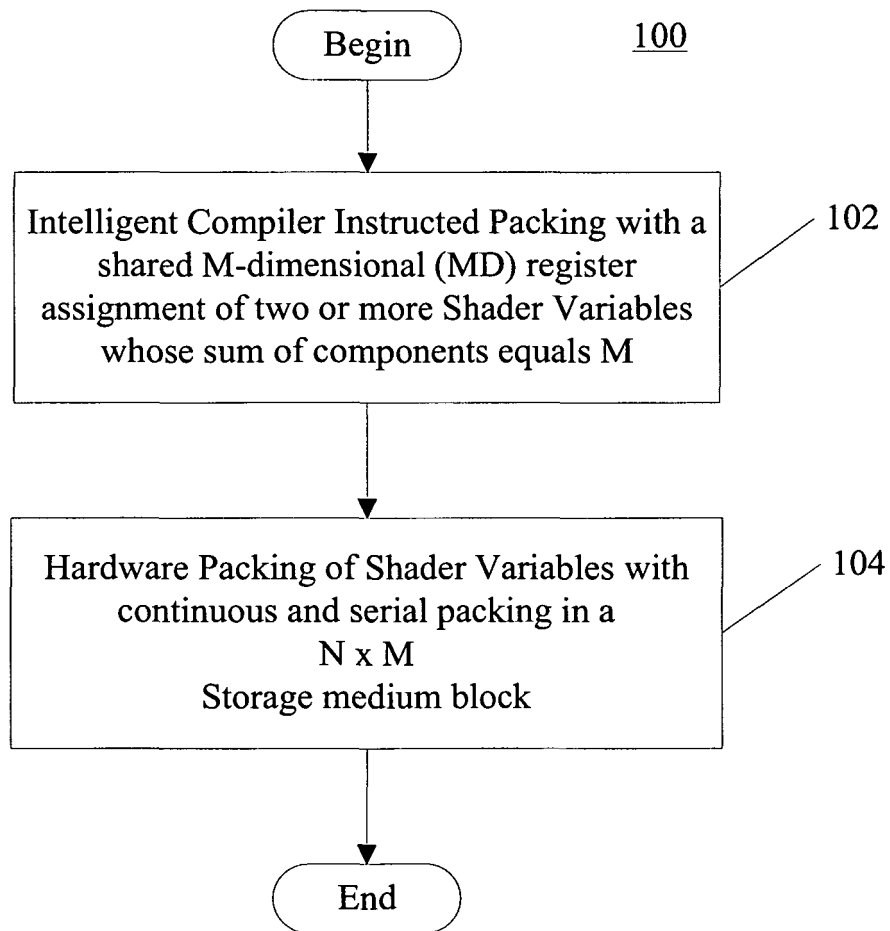 Begin
100
Intelligent Compiler Instructed Packing with a
shared M-dimensional (MD) register
assignment of two or more Shader Variables
whose sum of components equals M
102
Hardware Packing of Shader Variables with
continuous and serial packing in a
N x M
Storage medium block
104
End